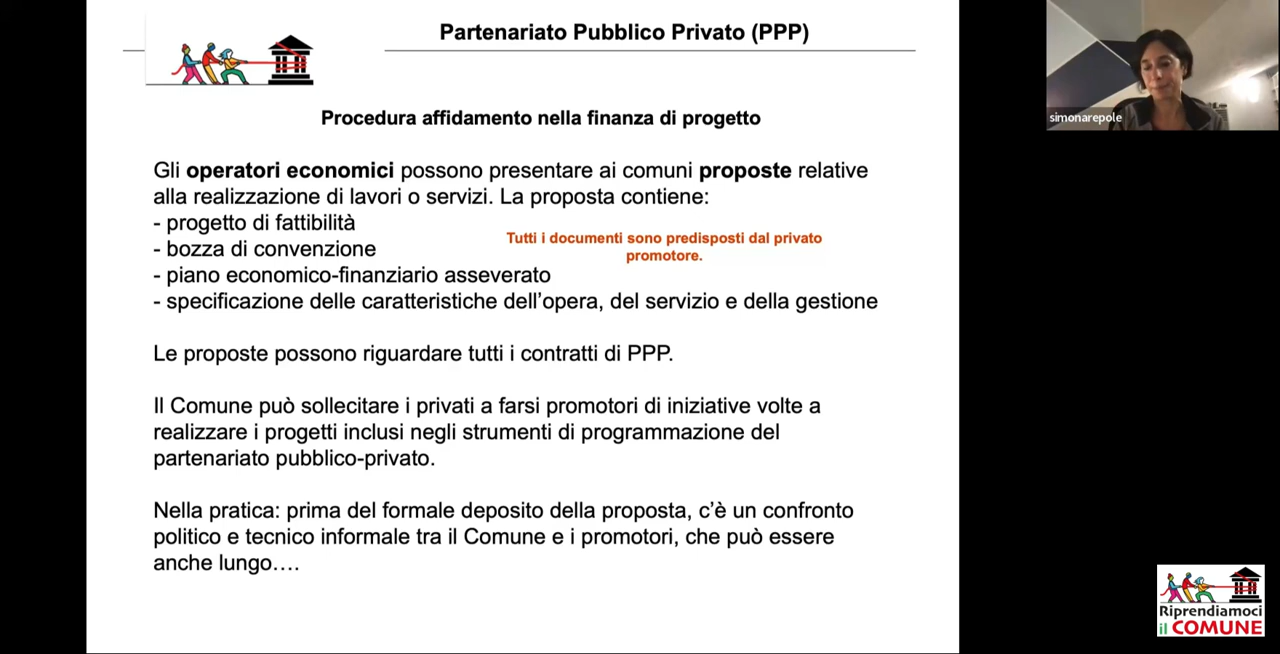 Partenariato Pubblico Privato (PPP)
simonarepole
Procedura affidamento nella finanza di progetto
Gli operatori economici possono presentare ai comuni proposte relative
alla realizzazione di lavori o servizi. La proposta contiene:
- progetto di fattibilità
- bozza di convenzione
Tutti i documenti sono predisposti dal privato
promotore.
- piano economico-finanziario asseverato
- specificazione delle caratteristiche dell’opera, del servizio e della gestione
Le proposte possono riguardare tutti i contratti di PPP.
Il Comune può sollecitare i privati a farsi promotori di iniziative volte a
realizzare i progetti inclusi negli strumenti di programmazione del
partenariato pubblico-privato.
Nella pratica: prima del formale deposito della proposta, c’è un confronto
politico e tecnico informale tra il Comune e i promotori, che può essere
anche lungo….
Riprendiamoci
il COMUNE